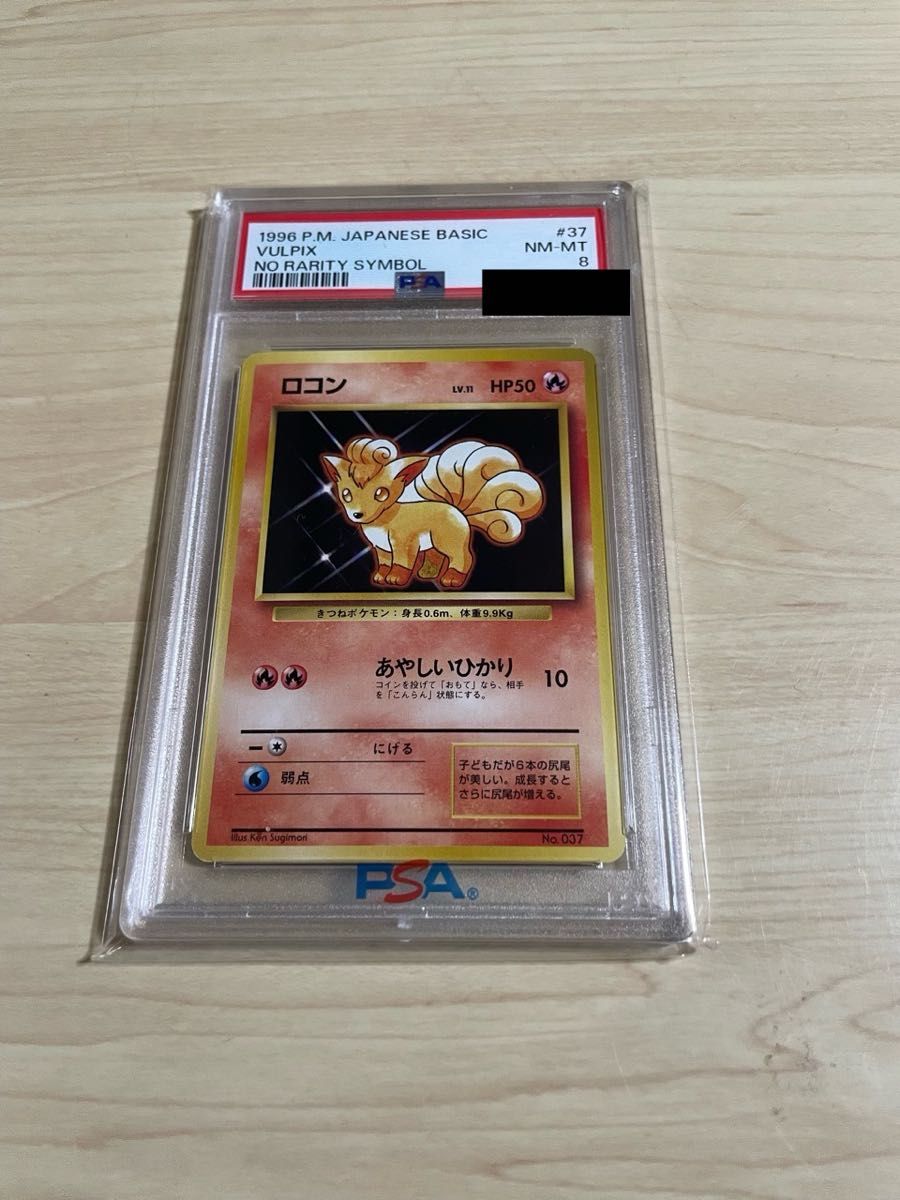 1996 P.M. JAPANESE BASIC #37
VULPIX NM-MT
NO RARITY SYMBOL 8
PSA
ロコン LV.11 HP50
きつねポケモン：身長0.6m、体重9.9Kg
あやしいひかり 10
コインを投げて「おもて」なら、相手
を「こんらん」状態にする。
ー にげる
弱点
子どもだが6本の尻尾
が美しい。成長すると
さらに尻尾が増える。
Illus.Ken Sugimori No. 037
PSA®